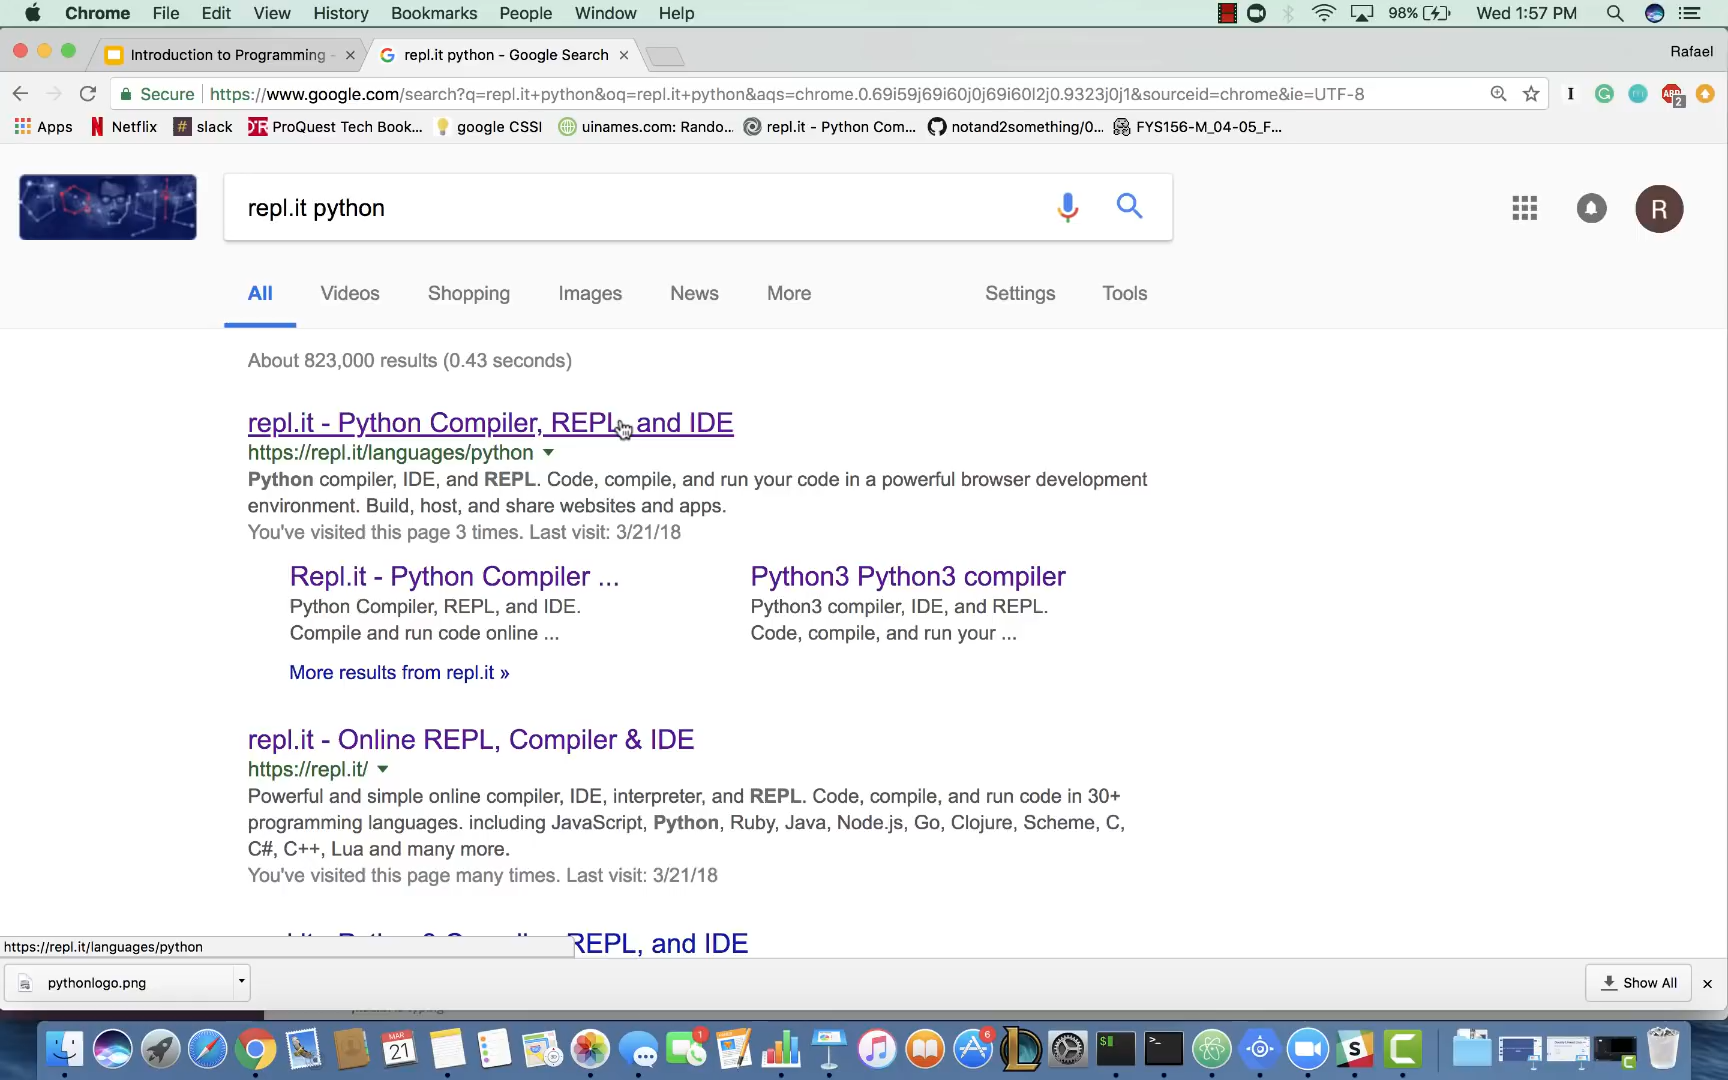 Chrome File Edit View History Bookmarks People Window Help 98% Wed 1:57 PM
Introduction to Programming - repl.it python - Google Search Rafael
Secure https://www.google.com/search?q=repl.it+python&oq=repl.it+python&aqs=chrome.0.69i59j69i60j0j69i60l2j0.9323j0j1&sourceid=chrome&ie=UTF-8
Apps Netflix slack ProQuest Tech Book... google CSSI uinames.com: Rando... repl.it - Python Com... notand2something/0... FYS156-M_04-05_F...
repl.it python
R
All Videos Shopping Images News More Settings Tools
About 823,000 results (0.43 seconds)
repl.it - Python Compiler, REPL, and IDE
https://repl.it/languages/python
Python compiler, IDE, and REPL. Code, compile, and run your code in a powerful browser development
environment. Build, host, and share websites and apps.
You've visited this page 3 times. Last visit: 3/21/18
Repl.it - Python Compiler ... Python3 Python3 compiler
Python Compiler, REPL, and IDE. Python3 compiler, IDE, and REPL.
Compile and run code online ... Code, compile, and run your ...
More results from repl.it »
repl.it - Online REPL, Compiler & IDE
https://repl.it/
Powerful and simple online compiler, IDE, interpreter, and REPL. Code, compile, and run code in 30+
programming languages. including JavaScript, Python, Ruby, Java, Node.js, Go, Clojure, Scheme, C,
C#, C++, Lua and many more.
You've visited this page many times. Last visit: 3/21/18
REPL, and IDE
https://repl.it/languages/python
pythonlogo.png Show All
MAR 21 1 6